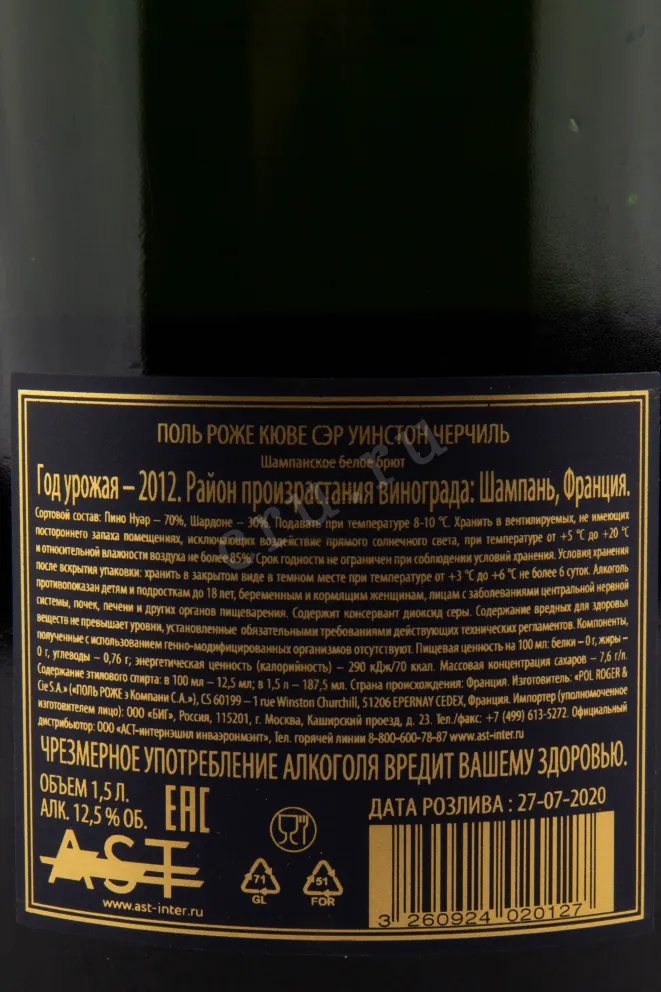 ПОЛЬ РОЖЕ КЮВЕ СЭР УИНСТОН ЧЕРЧИЛЬ
Шампанское белое брют
Год урожая – 2012. Район произрастания винограда: Шампань, Франция.
Сортовой состав: Пино Нуар – 70%, Шардоне – 30%. Подавать при температуре 8-10 °C. Хранить в вентилируемых, не имеющих
постороннего запаха помещениях, исключающих воздействие прямого солнечного света, при температуре от +5 °C до +20 °C
и относительной влажности воздуха не более 85%. Срок годности не ограничен при соблюдении условий хранения. Условия хранения
после вскрытия упаковки: хранить в закрытом виде в темном месте при температуре от +3 °C до +6 °C не более 6 суток. Алкоголь
противопоказан детям и подросткам до 18 лет, беременным и кормящим женщинам, лицам с заболеваниями центральной нервной
системы, почек, печени и других органов пищеварения. Содержит консервант диоксид серы. Содержание вредных для здоровья
веществ не превышает уровни, установленные обязательными требованиями действующих технических регламентов. Компоненты,
полученные с использованием генно-модифицированных организмов отсутствуют. Пищевая ценность на 100 мл: белки – 0 г, жиры –
0 г, углеводы – 0,76 г; энергетическая ценность (калорийность) – 290 кДж/70 ккал. Массовая концентрация сахаров – 7,6 г/л.
Содержание этилового спирта: в 100 мл – 12,5 мл; в 1,5 л – 187,5 мл. Страна происхождения: Франция. Изготовитель: «POL ROGER &
Cie S.A.» («ПОЛЬ РОЖЕ э Компани С.А.»), CS 60199 – 1 rue Winston Churchill, 51206 EPERNAY CEDEX, Франция. Импортер (уполномоченное
изготовителем лицо): ООО «БИГ», Россия, 115201, г. Москва, Каширский проезд, д. 23. Тел./факс: +7 (499) 613-5272. Официальный
дистрибьютор: ООО «АСТ-интернэшнл инваэронмэнт», Тел. горячей линии 8-800-600-78-87 www.ast-inter.ru
ЧРЕЗМЕРНОЕ УПОТРЕБЛЕНИЕ АЛКОГОЛЯ ВРЕДИТ ВАШЕМУ ЗДОРОВЬЮ.
ОБЪЕМ 1,5 Л.
АЛК. 12,5 % ОБ.
EAC
ДАТА РОЗЛИВА : 27-07-2020
AST
www.ast-inter.ru
71
GL
51
FOR
3 260924 020127
cru.ru